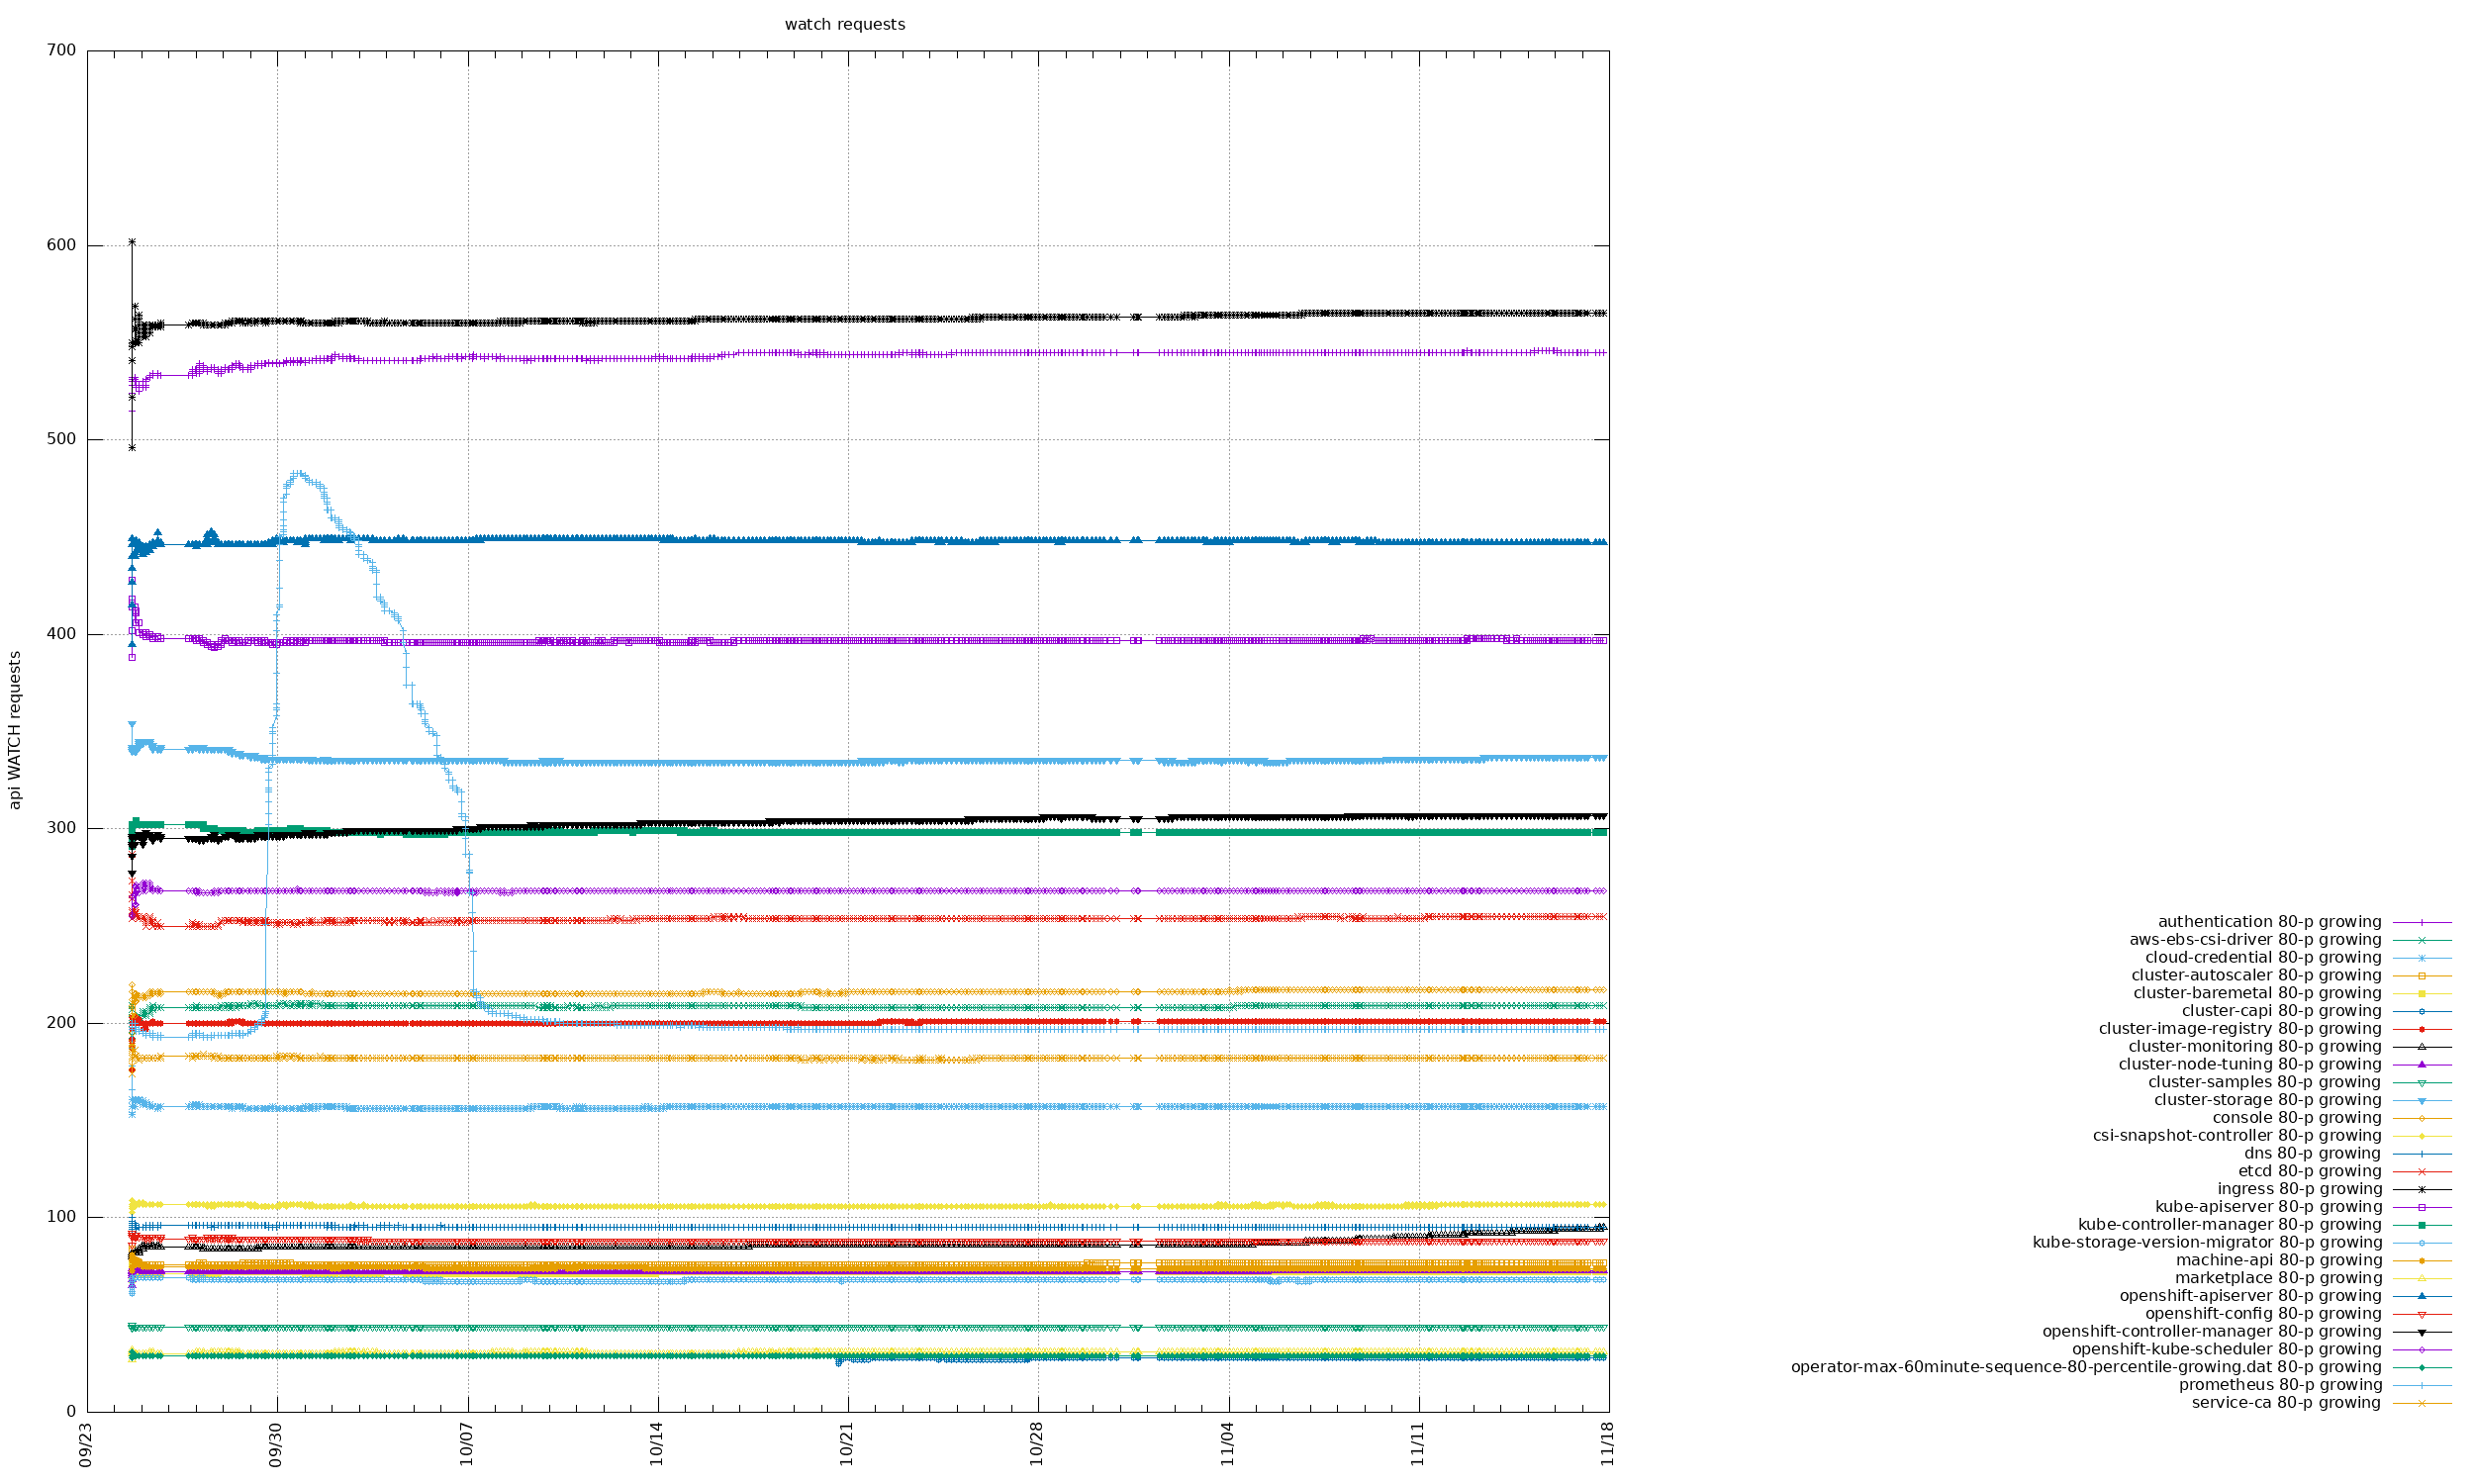 watch requests
700
600
500
400
300
200
100
0
api WATCH requests
09/23
09/30
10/07
10/14
10/21
10/28
11/04
11/11
11/18
authentication 80-p growing
aws-ebs-csi-driver 80-p growing
cloud-credential 80-p growing
cluster-autoscaler 80-p growing
cluster-baremetal 80-p growing
cluster-capi 80-p growing
cluster-image-registry 80-p growing
cluster-monitoring 80-p growing
cluster-node-tuning 80-p growing
cluster-samples 80-p growing
cluster-storage 80-p growing
console 80-p growing
csi-snapshot-controller 80-p growing
dns 80-p growing
etcd 80-p growing
ingress 80-p growing
kube-apiserver 80-p growing
kube-controller-manager 80-p growing
kube-storage-version-migrator 80-p growing
machine-api 80-p growing
marketplace 80-p growing
openshift-apiserver 80-p growing
openshift-config 80-p growing
openshift-controller-manager 80-p growing
openshift-kube-scheduler 80-p growing
operator-max-60minute-sequence-80-percentile-growing.dat 80-p growing
prometheus 80-p growing
service-ca 80-p growing